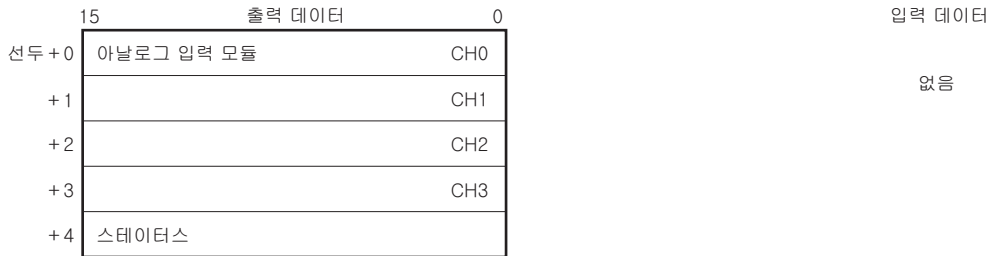 15 출력 데이터 0 입력 데이터
선두+0 아날로그 입력 모듈 CH0
없음
+1 CH1
+2 CH2
+3 CH3
+4 스테이터스